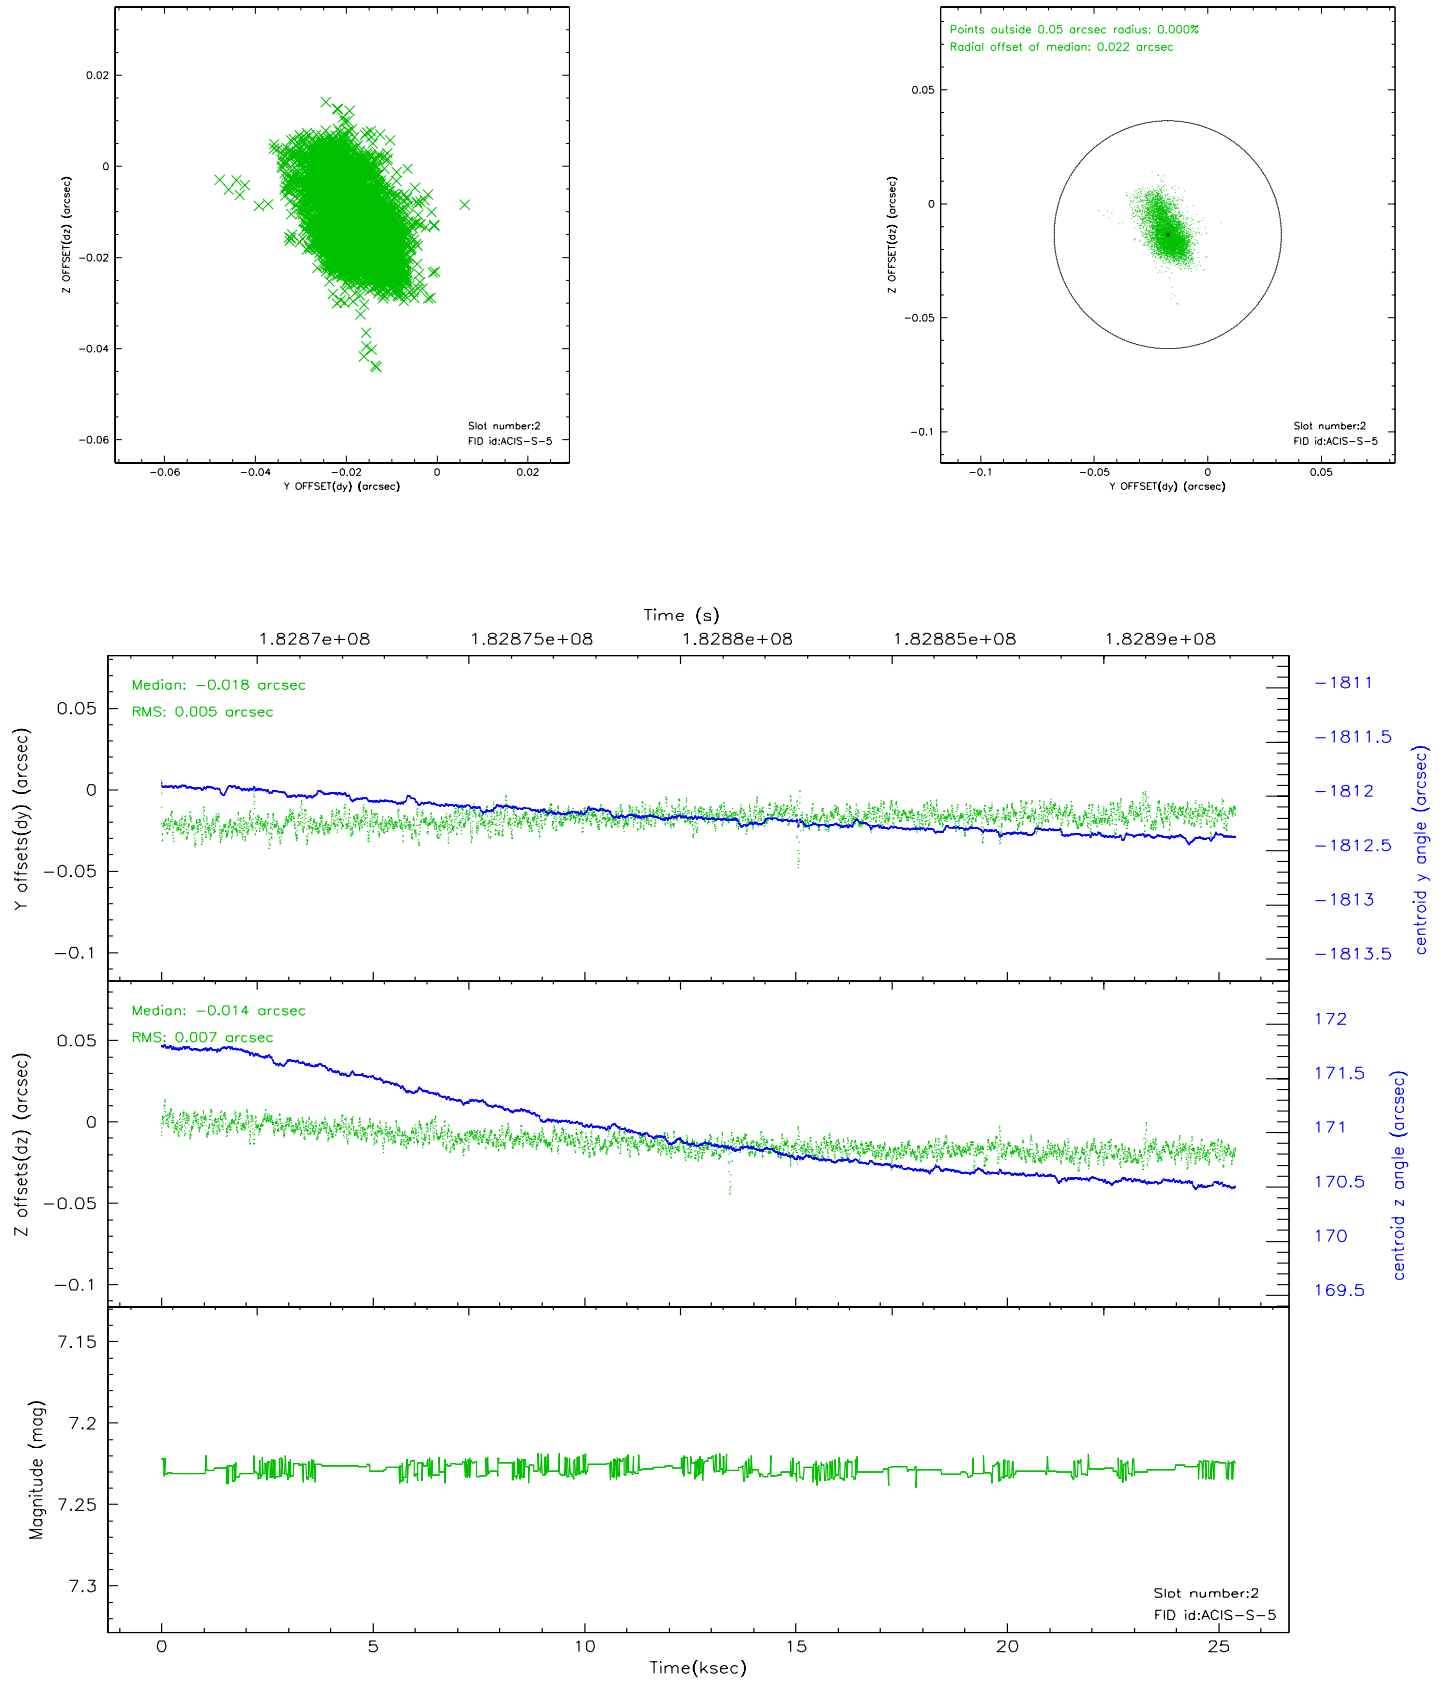 0.02
0
−0.02
−0.04
−0.06
Z OFFSET(dz) (arcsec)
Slot number:2
FID id:ACIS−S−5
−0.06
−0.04
−0.02
0
0.02
Y OFFSET(dy) (arcsec)
Points outside 0.05 arcsec radius: 0.000%
Radial offset of median: 0.022 arcsec
0.05
0
−0.05
−0.1
Z OFFSET(dz) (arcsec)
Slot number:2
FID id:ACIS−S−5
−0.1
−0.05
0
0.05
Y OFFSET(dy) (arcsec)
Time (s)
1.8287e+08
1.82875e+08
1.8288e+08
1.82885e+08
1.8289e+08
Median: −0.018 arcsec
RMS: 0.005 arcsec
0.05
0
−0.05
−0.1
Y offsets(dy) (arcsec)
−1811
−1811.5
−1812
−1812.5
−1813
−1813.5
centroid y angle (arcsec)
Median: −0.014 arcsec
RMS: 0.007 arcsec
0.05
0
−0.05
−0.1
Z offsets(dz) (arcsec)
172
171.5
171
170.5
170
169.5
centroid z angle (arcsec)
7.15
7.2
7.25
7.3
Magnitude (mag)
Slot number:2
FID id:ACIS−S−5
0
5
10
15
20
25
Time(ksec)